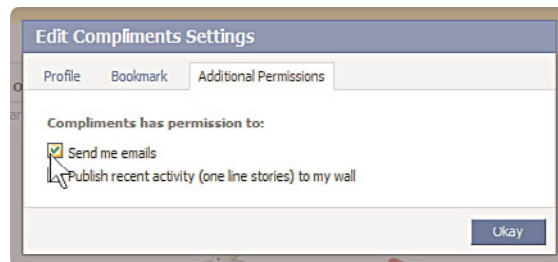 Edit Compliments Settings
Profile Bookmark Additional Permissions
Compliments has permission to:
Send me emails
Publish recent activity (one line stories) to my wall
Okay